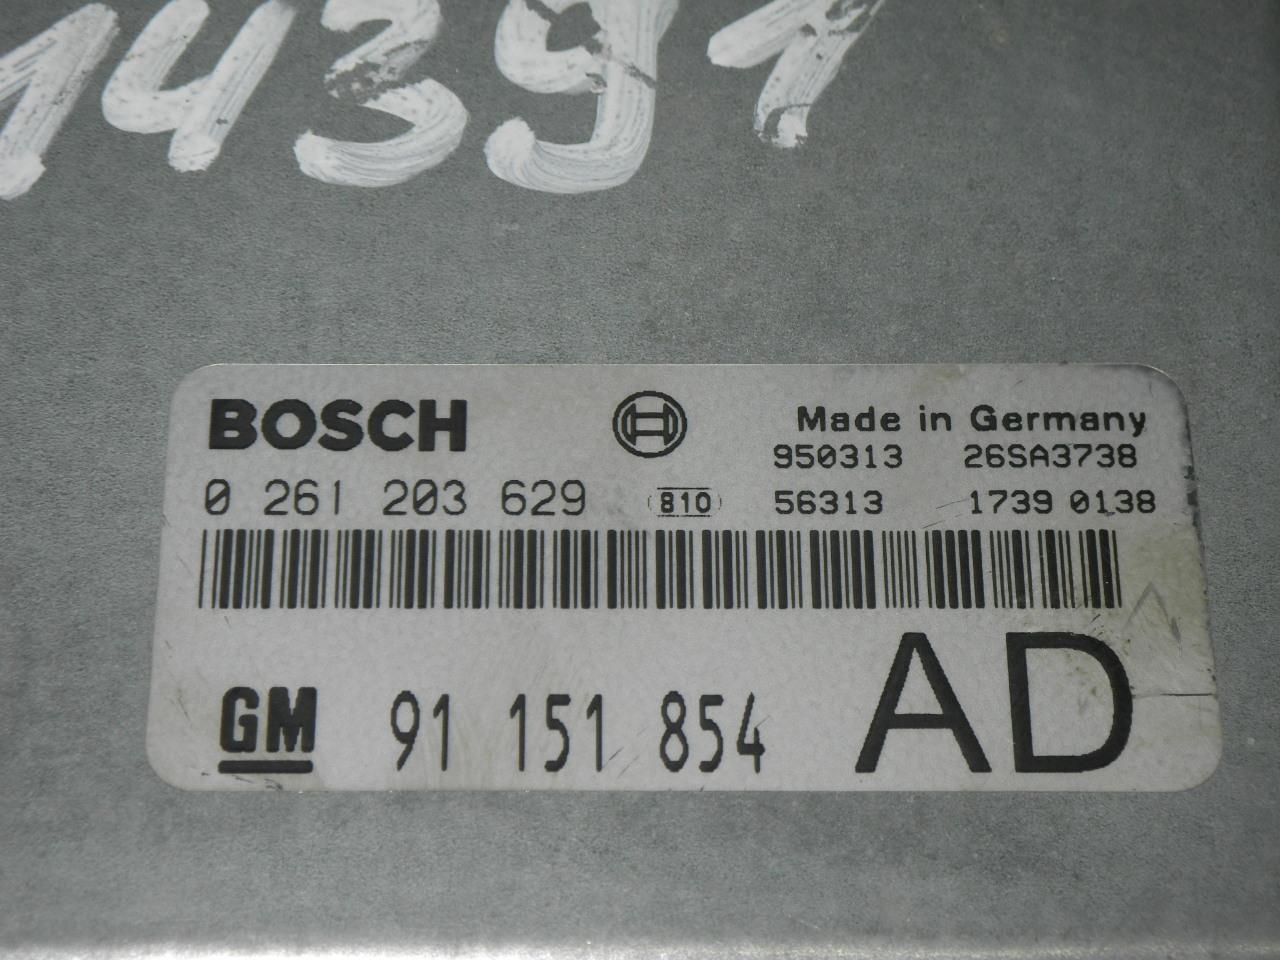 14391
BOSCH
Made in Germany
950313 26SA3738
0 261 203 629 810 56313 1739 0138
GM 91 151 854 AD